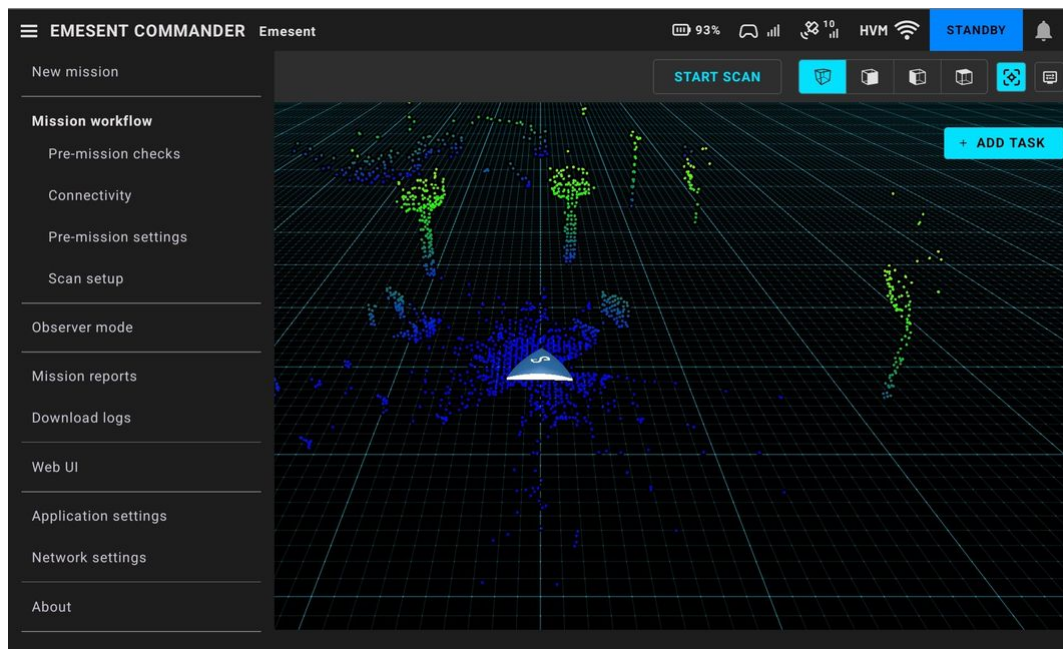 EMESENT COMMANDER Emesent
93%
10
HVM
STANDBY
New mission
START SCAN
Mission workflow
+ ADD TASK
Pre-mission checks
Connectivity
Pre-mission settings
Scan setup
Observer mode
Mission reports
Download logs
Web UI
Application settings
Network settings
About